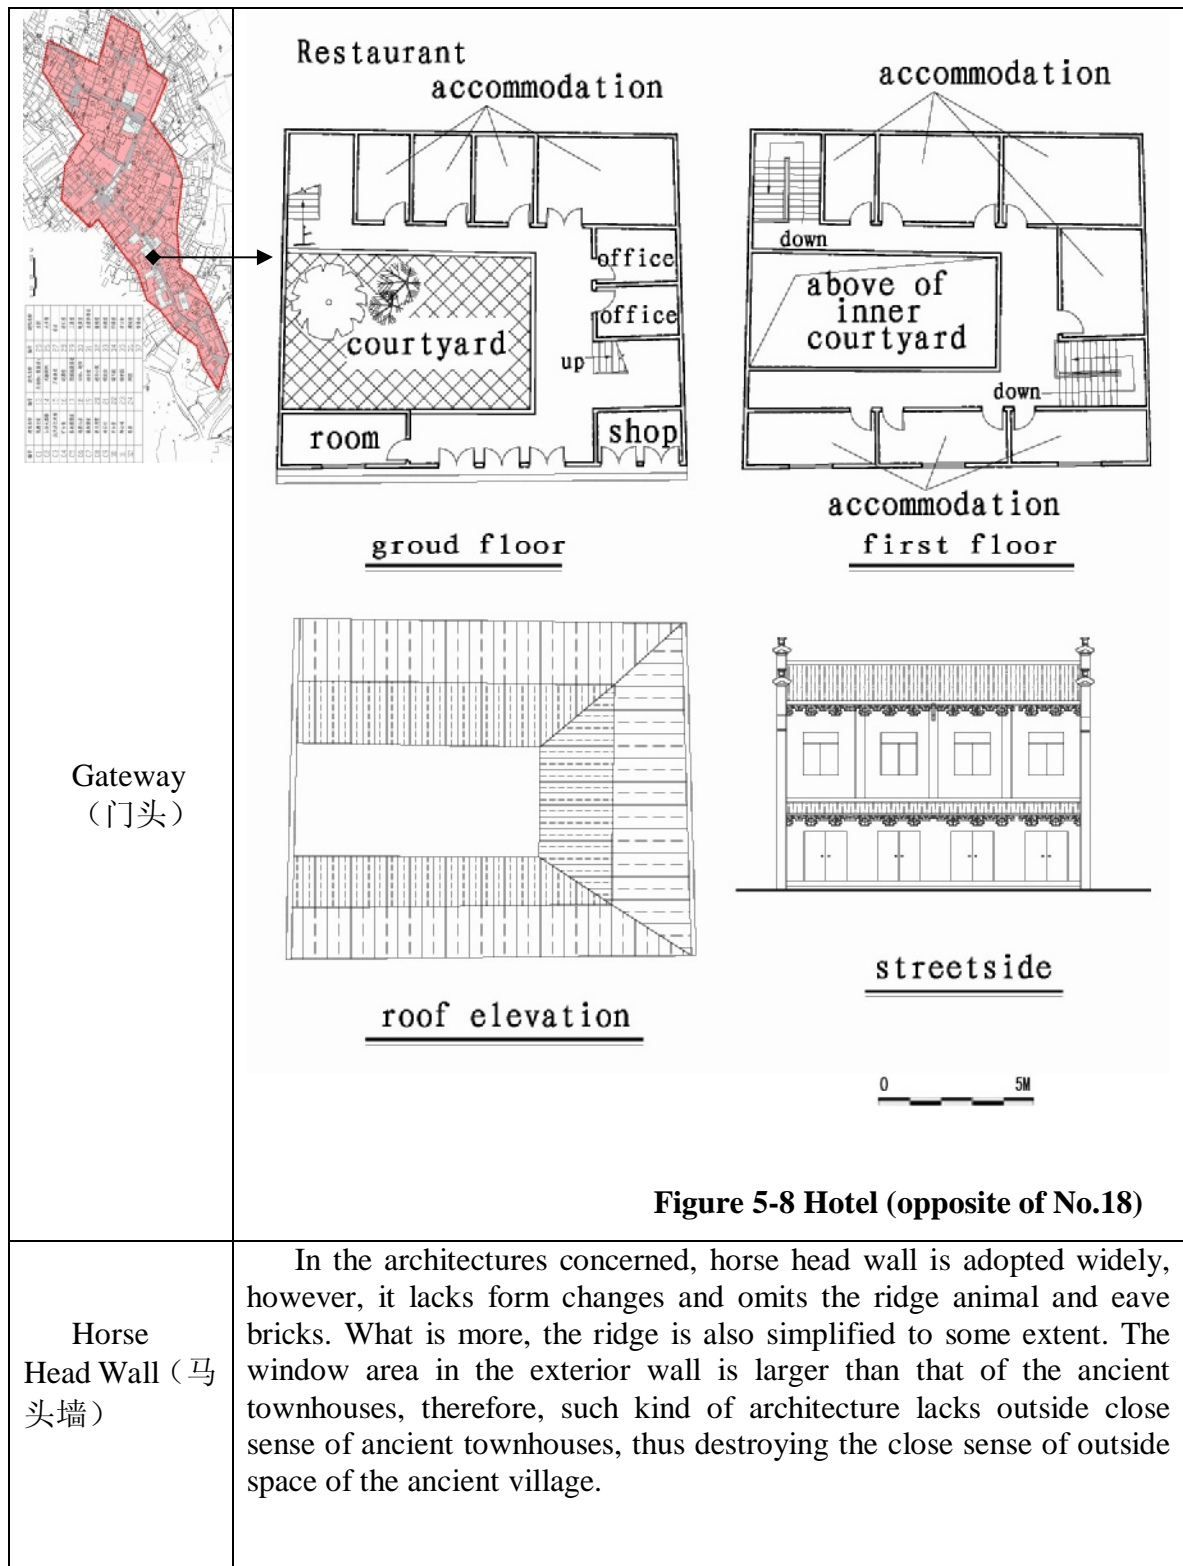 Restaurant
accommodation
accommodation
office
office
courtyard
up
room
shop
down
above of
inner
courtyard
down
accommodation
groud floor
first floor
Gateway
（门头）
roof elevation
streetside
0 5M
Figure 5-8 Hotel (opposite of No.18)
Horse
Head Wall（马
头墙）
In the architectures concerned, horse head wall is adopted widely,
however, it lacks form changes and omits the ridge animal and eave
bricks. What is more, the ridge is also simplified to some extent. The
window area in the exterior wall is larger than that of the ancient
townhouses, therefore, such kind of architecture lacks outside close
sense of ancient townhouses, thus destroying the close sense of outside
space of the ancient village.